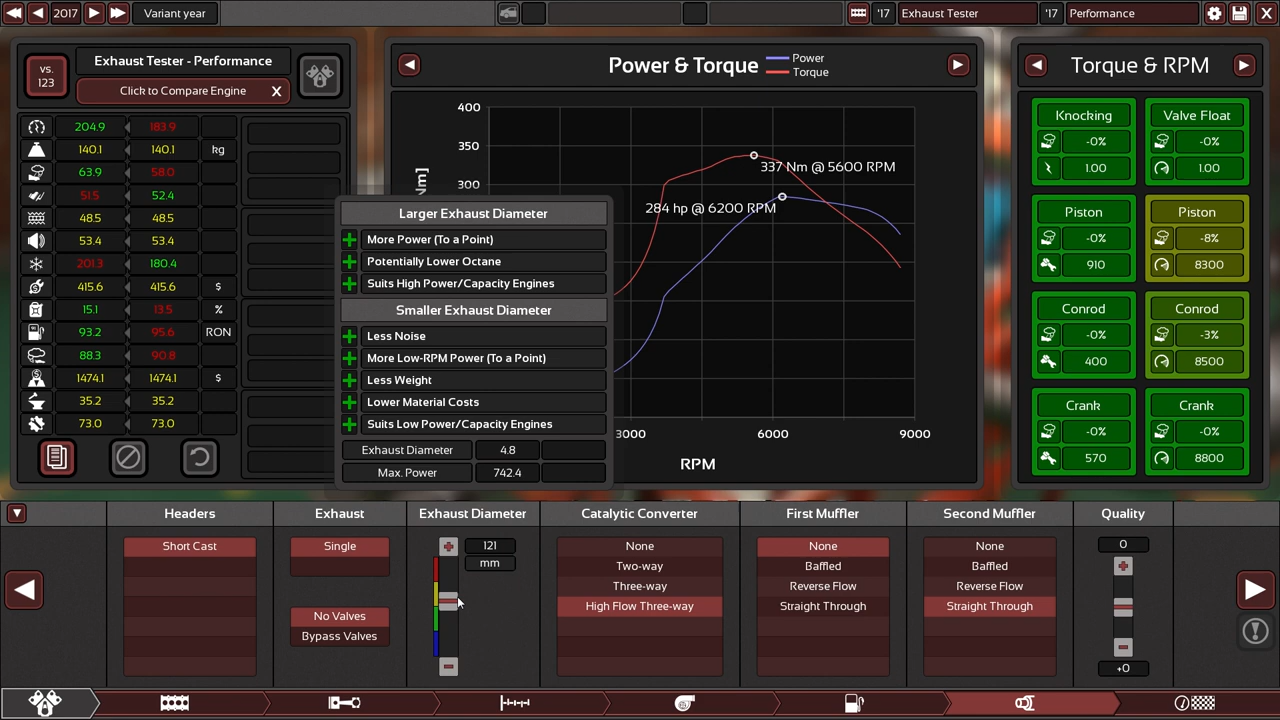 2017 Variant year '17 Exhaust Tester '17 Performance
vs. 123
Exhaust Tester - Performance
Click to Compare Engine X
204.9 183.9
140.1 140.1 kg
63.9 58.0
51.5 52.4
48.5 48.5
53.4 53.4
201.3 180.4
415.6 415.6 $
15.1 13.5 %
93.2 95.6 RON
88.3 90.8
1474.1 1474.1 $
35.2 35.2
73.0 73.0
Power & Torque
Power
Torque
400
350
300
Nm]
337 Nm @ 5600 RPM
284 hp @ 6200 RPM
3000 6000 9000
RPM
Larger Exhaust Diameter
More Power (To a Point)
Potentially Lower Octane
Suits High Power/Capacity Engines
Smaller Exhaust Diameter
Less Noise
More Low-RPM Power (To a Point)
Less Weight
Lower Material Costs
Suits Low Power/Capacity Engines
Exhaust Diameter 4.8
Max. Power 742.4
Torque & RPM
Knocking Valve Float
-0% -0%
1.00 1.00
Piston Piston
-0% -8%
910 8300
Conrod Conrod
-0% -3%
400 8500
Crank Crank
-0% -0%
570 8800
Headers
Short Cast
Exhaust
Single
No Valves
Bypass Valves
Exhaust Diameter
121
mm
Catalytic Converter
None
Two-way
Three-way
High Flow Three-way
First Muffler
None
Baffled
Reverse Flow
Straight Through
Second Muffler
None
Baffled
Reverse Flow
Straight Through
Quality
0
+0